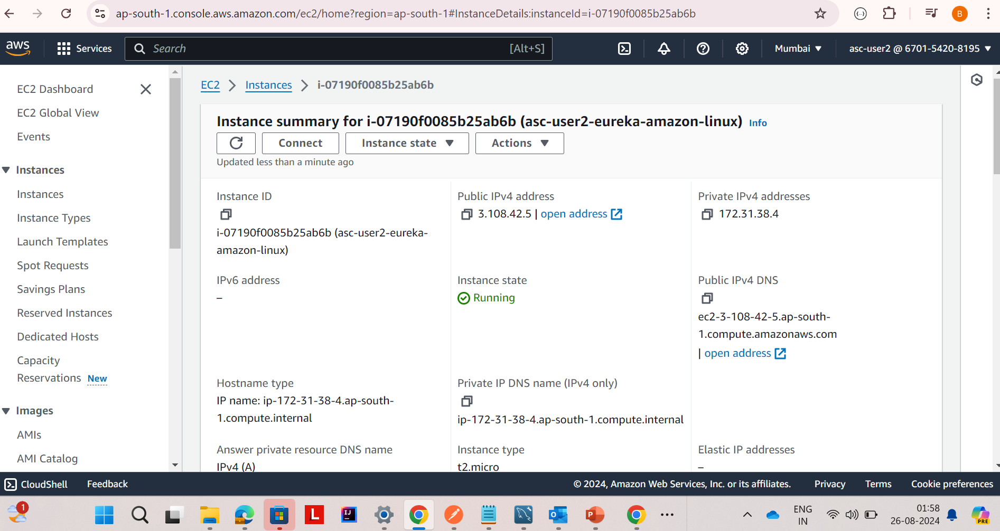 ap-south-1.console.aws.amazon.com/ec2/home?region=ap-south-1#InstanceDetails:instanceId=i-07190f0085b25ab6b
B
aws
Services
Search
[Alt+S]
Mumbai
asc-user2 @ 6701-5420-8195
EC2 Dashboard
EC2 Global View
Events
Instances
Instances
Instance Types
Launch Templates
Spot Requests
Savings Plans
Reserved Instances
Dedicated Hosts
Capacity
Reservations New
Images
AMIs
AMI Catalog
EC2
Instances
i-07190f0085b25ab6b
Instance summary for i-07190f0085b25ab6b (asc-user2-eureka-amazon-linux) Info
Connect
Instance state
Actions
Updated less than a minute ago
Instance ID
i-07190f0085b25ab6b (asc-user2-eureka-
amazon-linux)
Public IPv4 address
3.108.42.5 | open address
Private IPv4 addresses
172.31.38.4
IPv6 address
–
Instance state
Running
Public IPv4 DNS
ec2-3-108-42-5.ap-south-
1.compute.amazonaws.com
| open address
Hostname type
IP name: ip-172-31-38-4.ap-south-
1.compute.internal
Private IP DNS name (IPv4 only)
ip-172-31-38-4.ap-south-1.compute.internal
Answer private resource DNS name
IPv4 (A)
Instance type
t2.micro
Elastic IP addresses
–
CloudShell
Feedback
© 2024, Amazon Web Services, Inc. or its affiliates.
Privacy
Terms
Cookie preferences
1
L
IJ
O
P
ENG
IN
01:58
26-08-2024
PRE